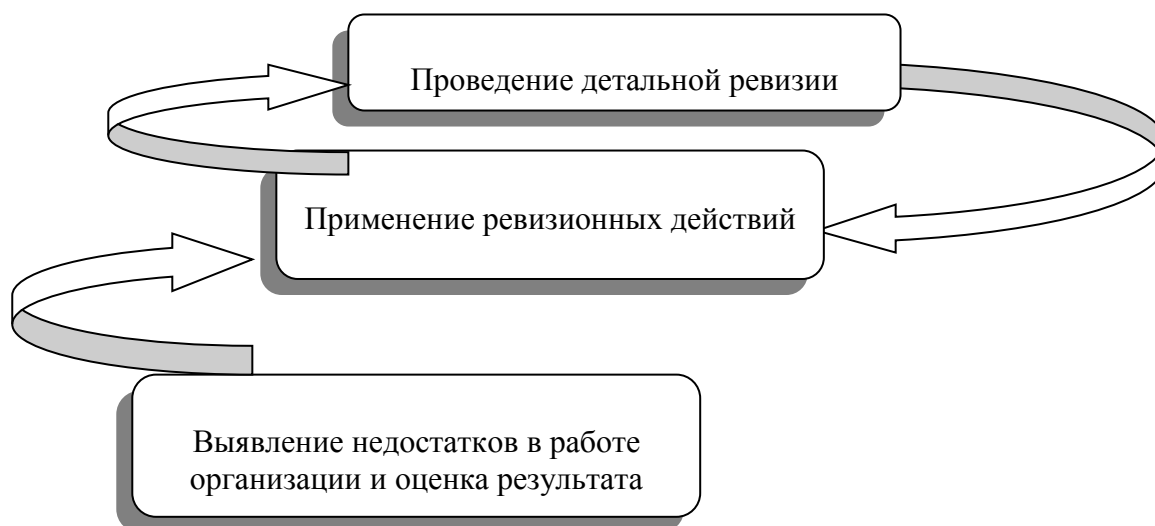 Проведение детальной ревизии
Применение ревизионных действий
Выявление недостатков в работе
организации и оценка результата